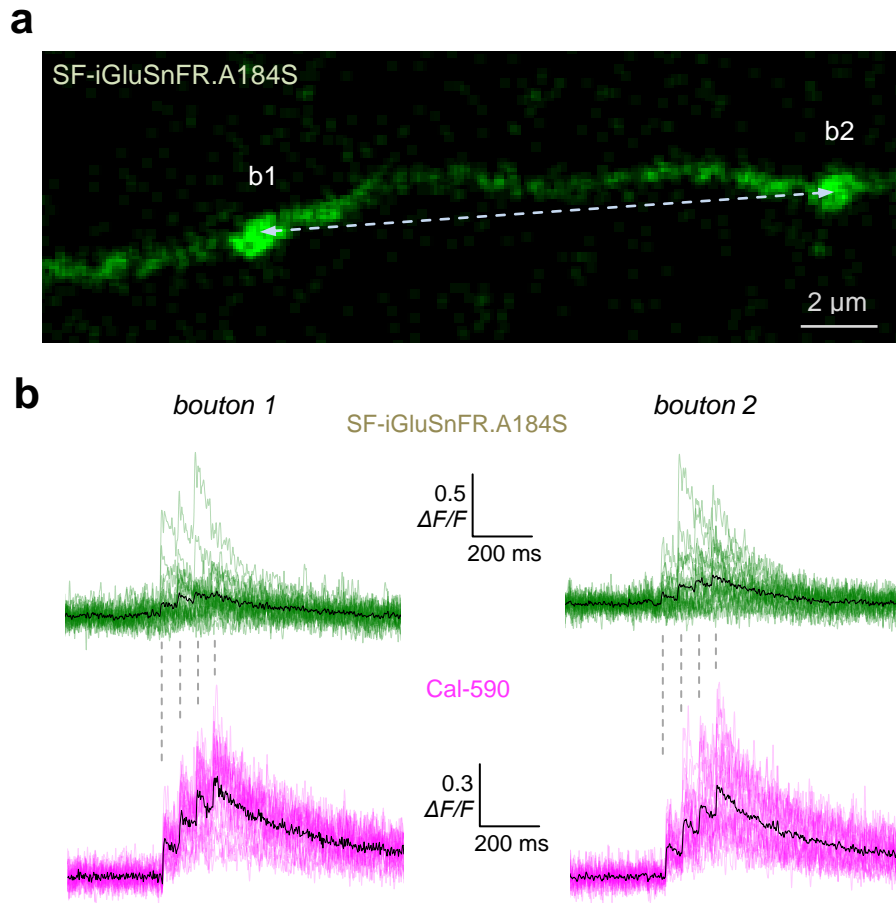 a
SF-iGluSnFR.A184S
b1
b2
2 µm
b
bouton 1
bouton 2
SF-iGluSnFR.A184S
0.5
ΔF/F
200 ms
Cal-590
0.3
ΔF/F
200 ms